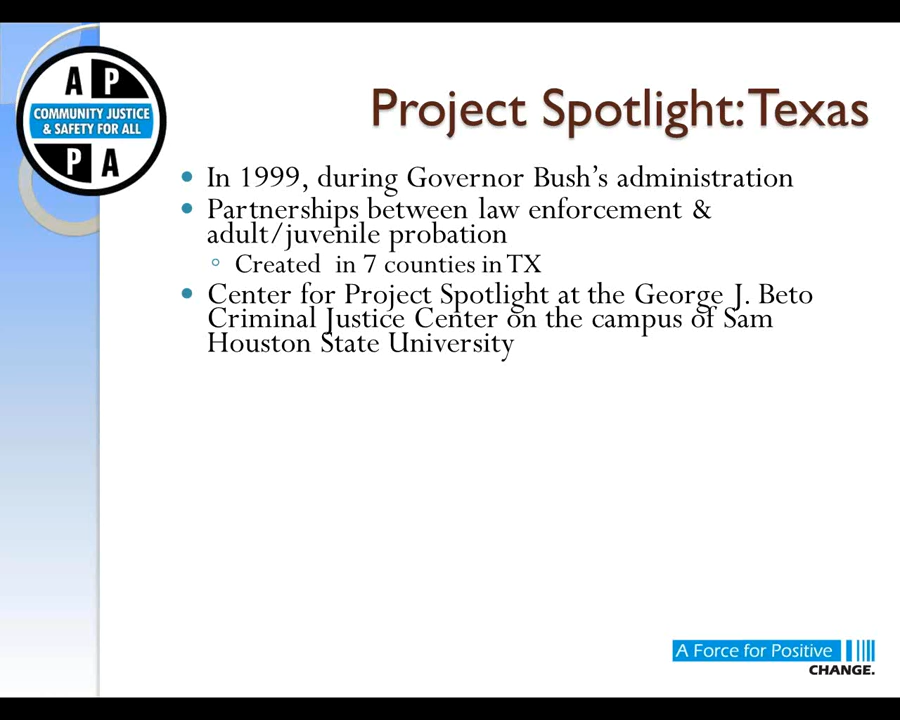 A P
COMMUNITY JUSTICE
& SAFETY FOR ALL
P A
Project Spotlight: Texas
In 1999, during Governor Bush's administration
Partnerships between law enforcement &
adult/juvenile probation
Created in 7 counties in TX
Center for Project Spotlight at the George J. Beto
Criminal Justice Center on the campus of Sam
Houston State University
A Force for Positive
CHANGE.